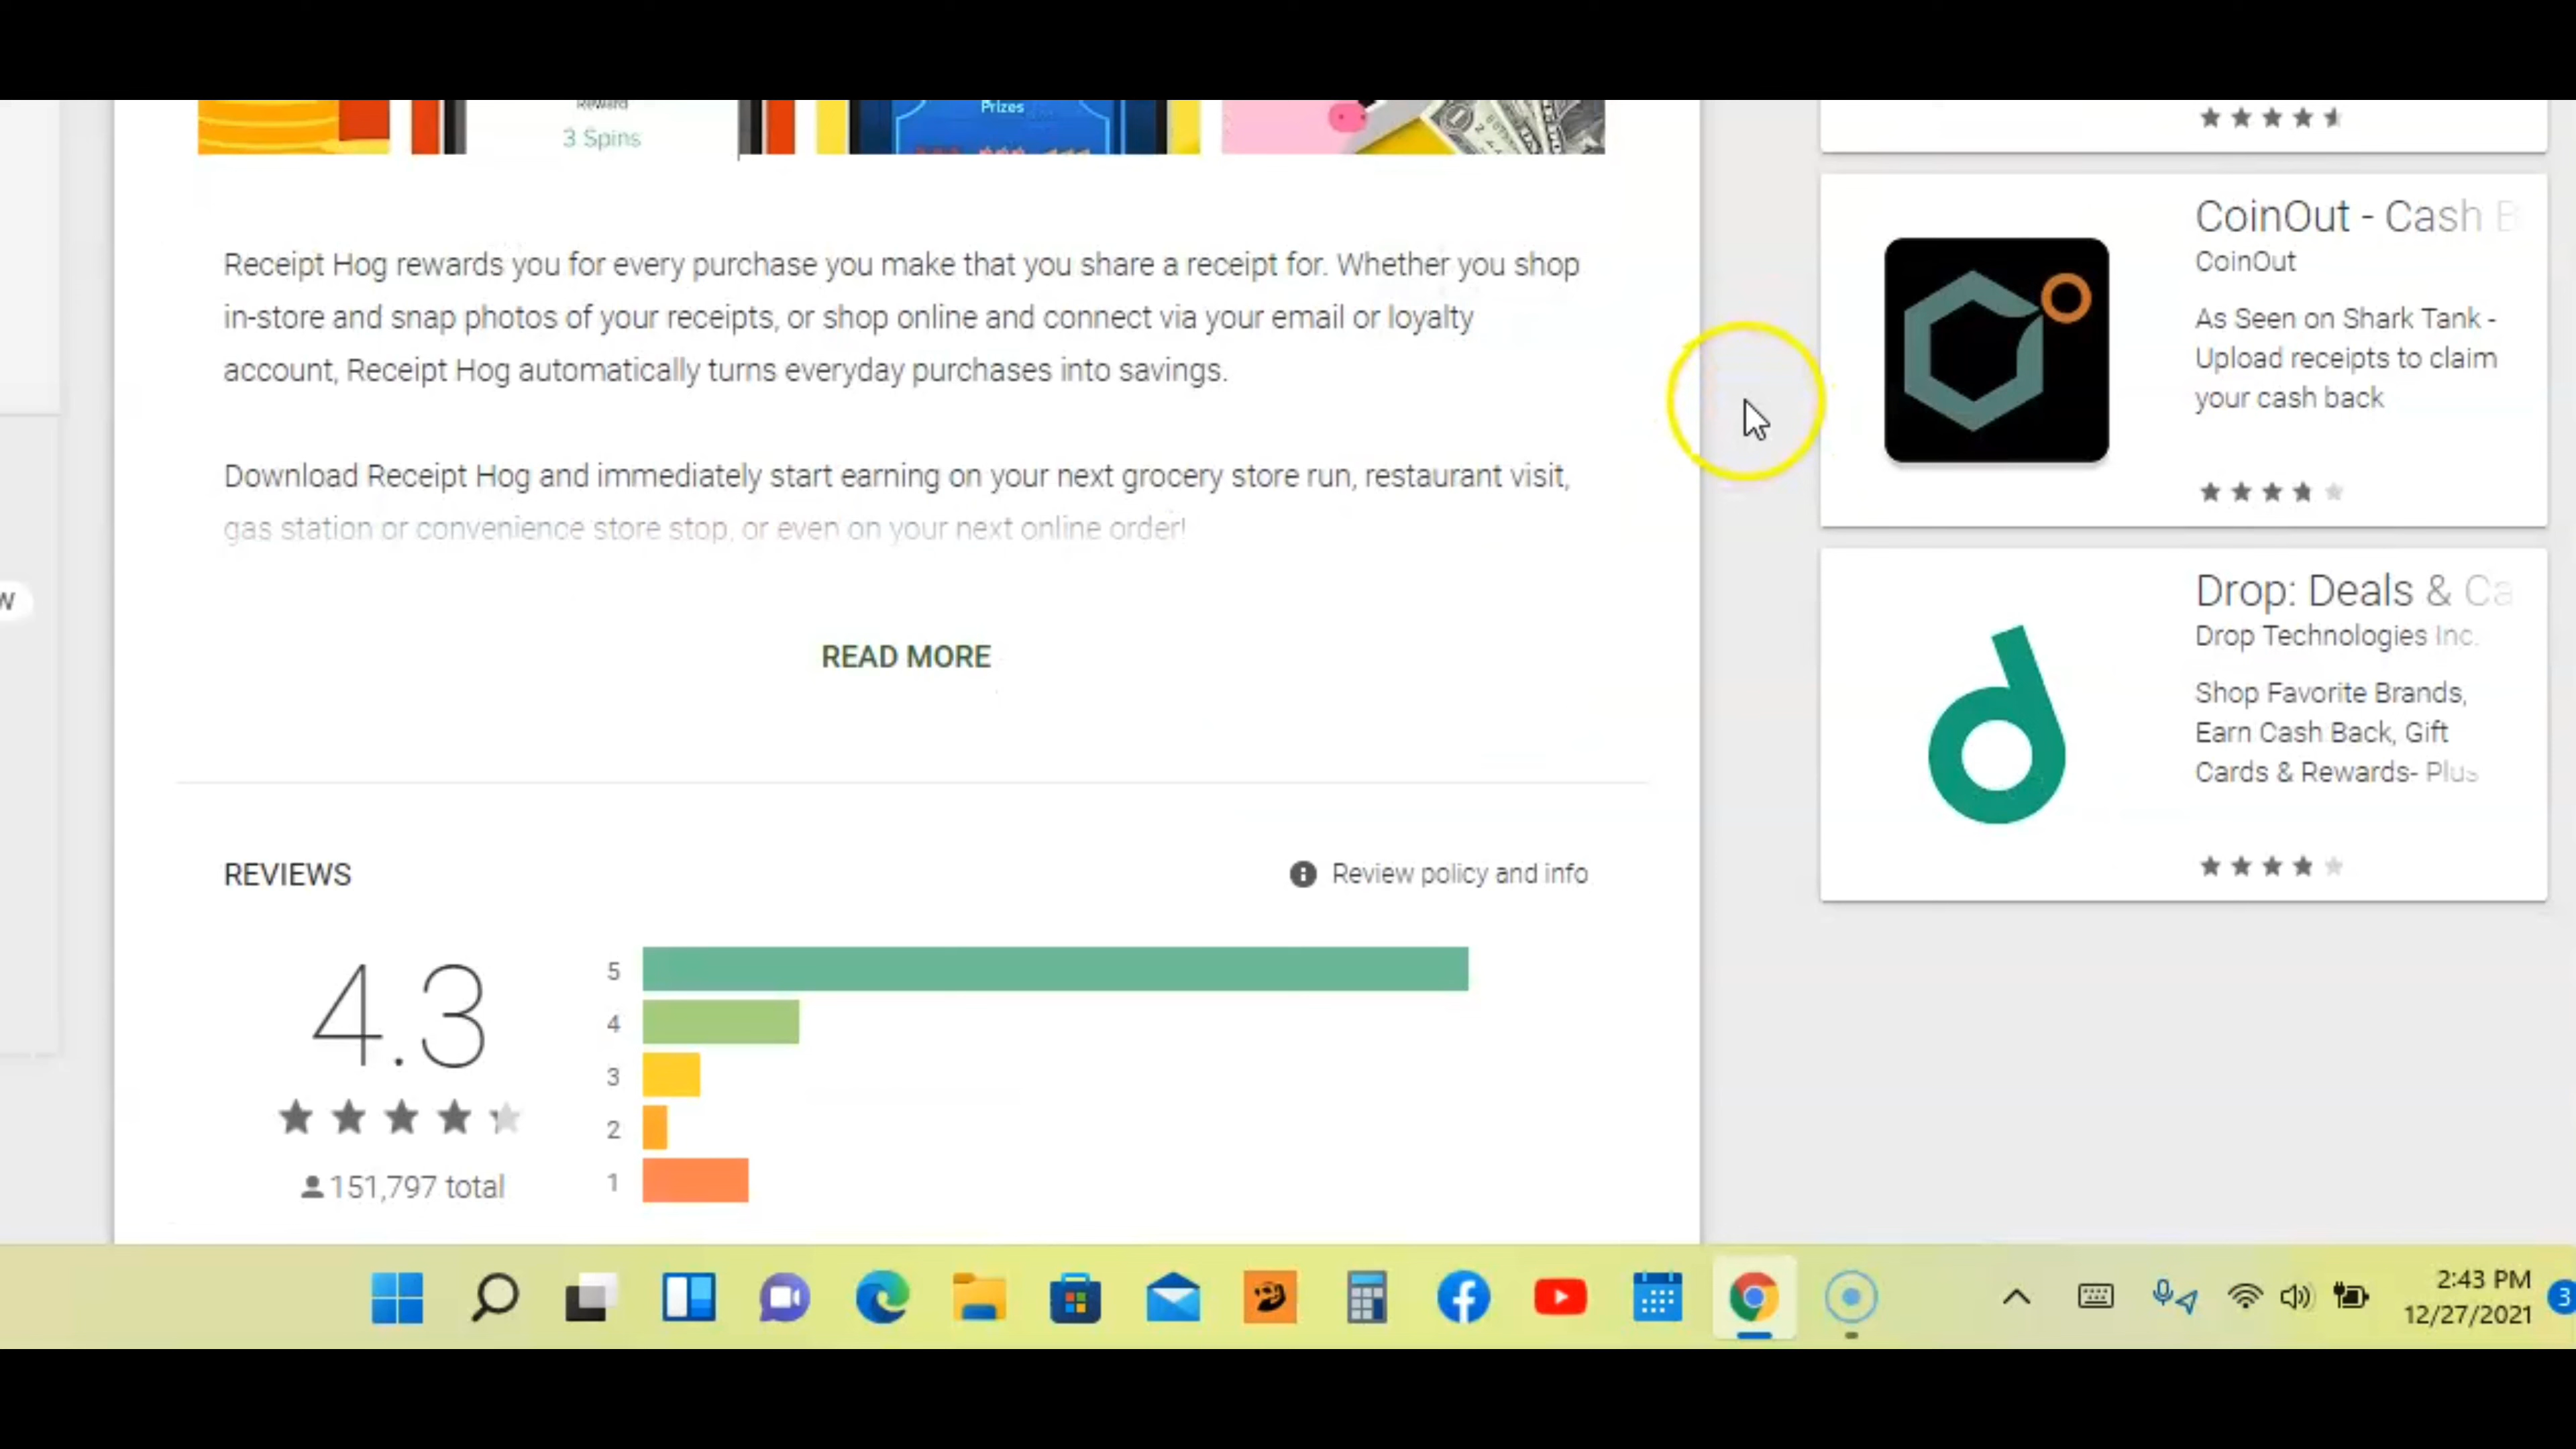 Reward
3 Spins
Prizes
Receipt Hog rewards you for every purchase you make that you share a receipt for. Whether you shop
in-store and snap photos of your receipts, or shop online and connect via your email or loyalty
account, Receipt Hog automatically turns everyday purchases into savings.
Download Receipt Hog and immediately start earning on your next grocery store run, restaurant visit,
gas station or convenience store stop, or even on your next online order!
READ MORE
W
REVIEWS
Review policy and info
4.3
151,797 total
5
4
3
2
1
CoinOut - Cash B
CoinOut
As Seen on Shark Tank -
Upload receipts to claim
your cash back
Drop: Deals & Ca
Drop Technologies Inc.
Shop Favorite Brands,
Earn Cash Back, Gift
Cards & Rewards- Plus
2:43 PM
12/27/2021
3